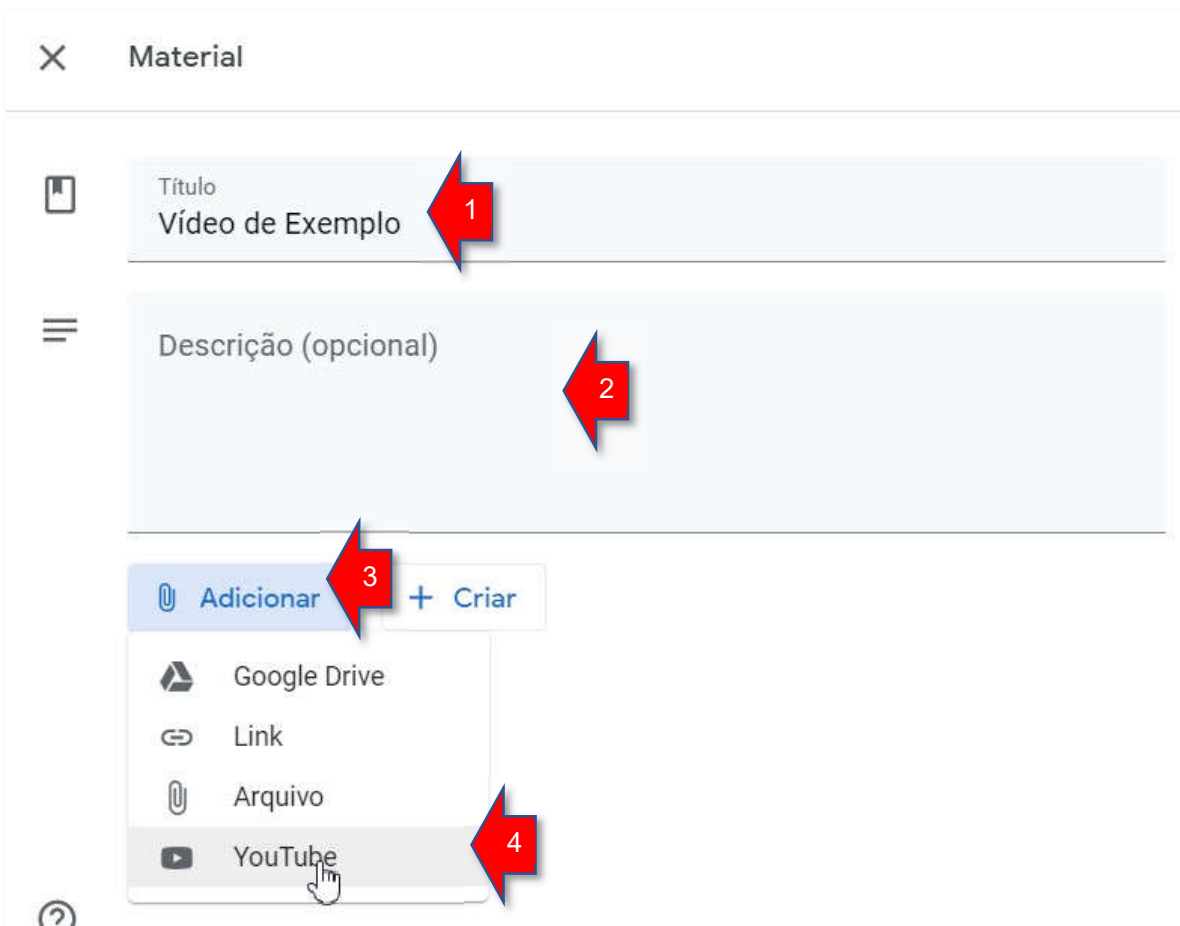 Material
Título
Vídeo de Exemplo
1
Descrição (opcional)
2
Adicionar
3
+ Criar
Google Drive
Link
Arquivo
YouTube
4